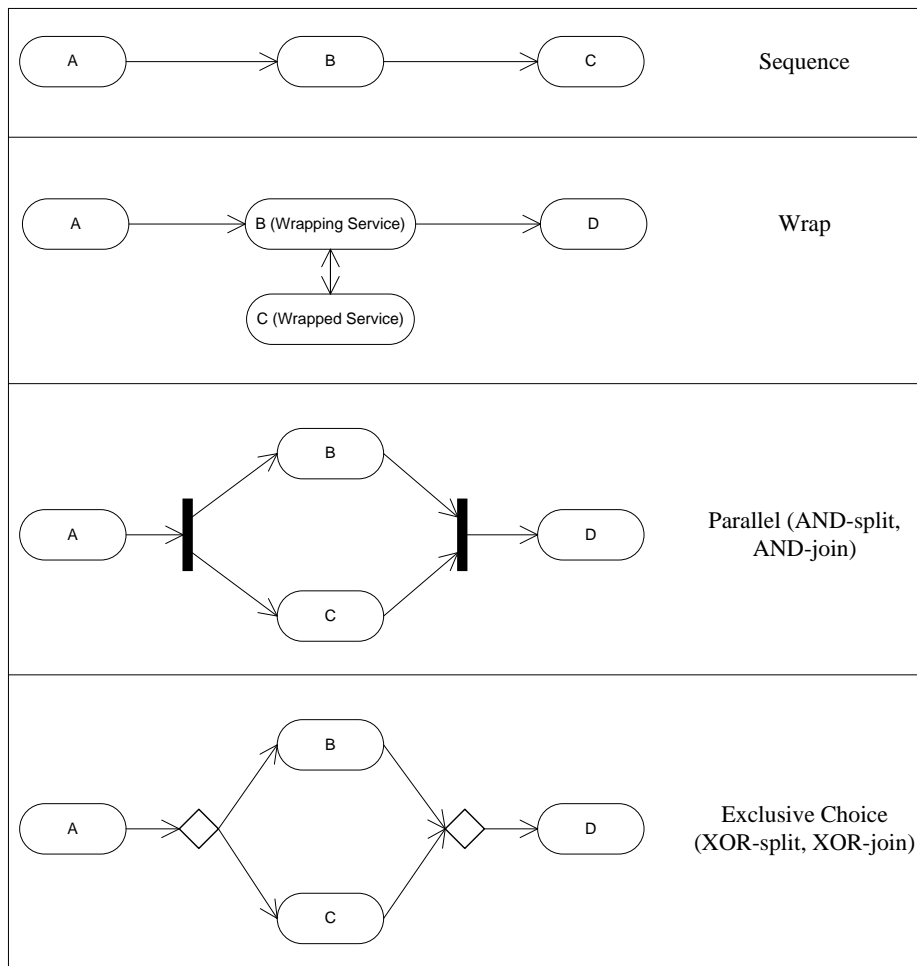 A
B
C
Sequence
A
B (Wrapping Service)
D
Wrap
C (Wrapped Service)
B
A
D
Parallel (AND-split,
AND-join)
C
B
A
D
Exclusive Choice
(XOR-split, XOR-join)
C